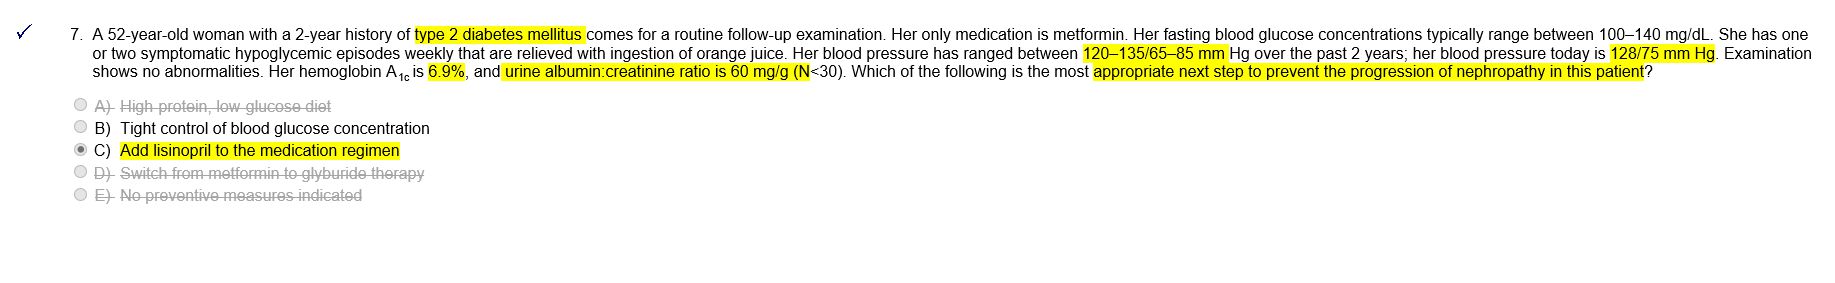 7. A 52-year-old woman with a 2-year history of type 2 diabetes mellitus comes for a routine follow-up examination. Her only medication is metformin. Her fasting blood glucose concentrations typically range between 100–140 mg/dL. She has one
or two symptomatic hypoglycemic episodes weekly that are relieved with ingestion of orange juice. Her blood pressure has ranged between 120–135/65–85 mm Hg over the past 2 years; her blood pressure today is 128/75 mm Hg. Examination
shows no abnormalities. Her hemoglobin A1c is 6.9%, and urine albumin:creatinine ratio is 60 mg/g (N<30). Which of the following is the most appropriate next step to prevent the progression of nephropathy in this patient?
A) High protein, low glucose diet
B) Tight control of blood glucose concentration
C) Add lisinopril to the medication regimen
D) Switch from metformin to glyburide therapy
E) No preventive measures indicated